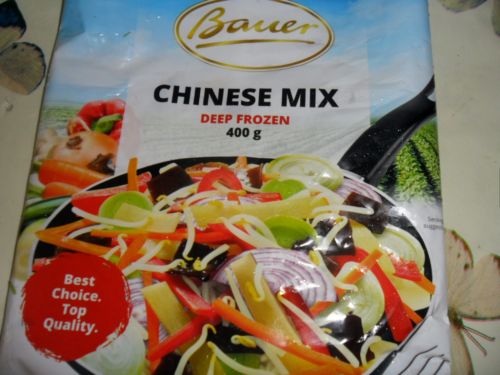 Bauer
CHINESE MIX
DEEP FROZEN
400 g
Best
Choice.
Top
Quality.